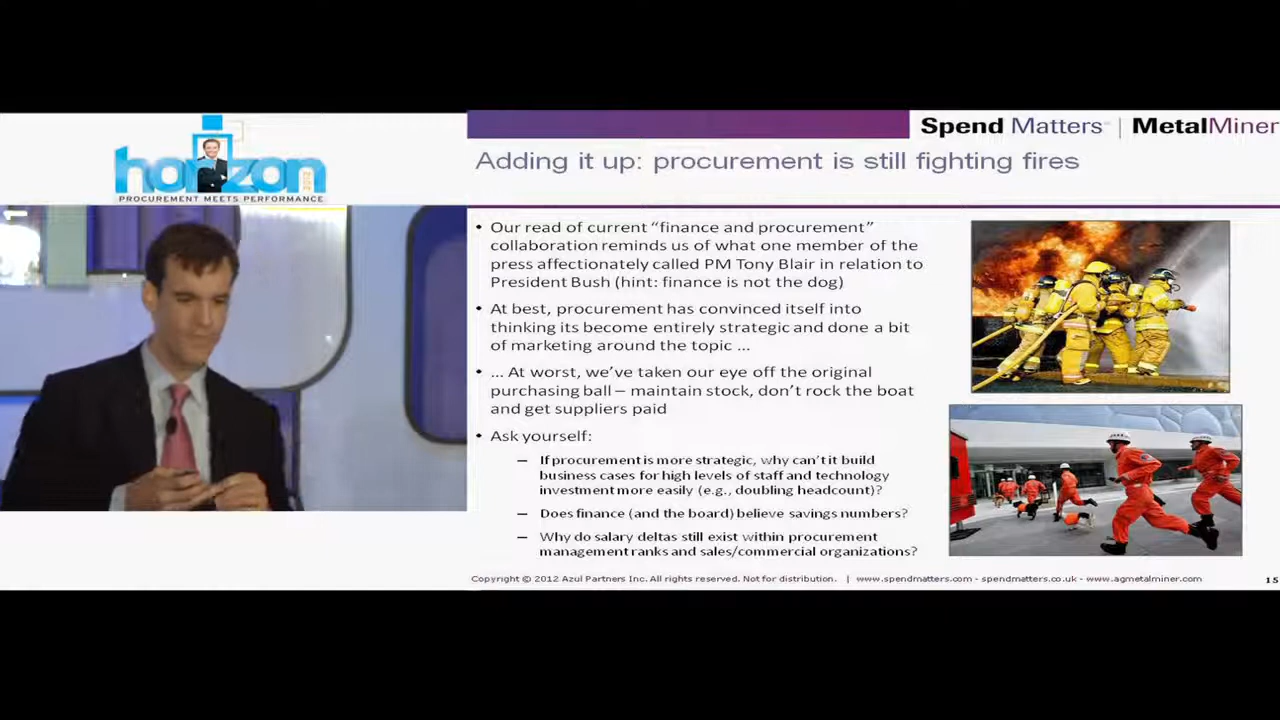 horizon
PROCUREMENT MEETS PERFORMANCE
Spend Matters | MetalMiner
Adding it up: procurement is still fighting fires
• Our read of current “finance and procurement”
collaboration reminds us of what one member of the
press affectionately called PM Tony Blair in relation to
President Bush (hint: finance is not the dog)
• At best, procurement has convinced itself into
thinking its become entirely strategic and done a bit
of marketing around the topic ...
• ... At worst, we’ve taken our eye off the original
purchasing ball – maintain stock, don’t rock the boat
and get suppliers paid
• Ask yourself:
– If procurement is more strategic, why can’t it build
business cases for high levels of staff and technology
investment more easily (e.g., doubling headcount)?
– Does finance (and the board) believe savings numbers?
– Why do salary deltas still exist within procurement
management ranks and sales/commercial organizations?
Copyright © 2012 Azul Partners Inc. All rights reserved. Not for distribution. | www.spendmatters.com - spendmatters.co.uk - www.agmetalminer.com
15